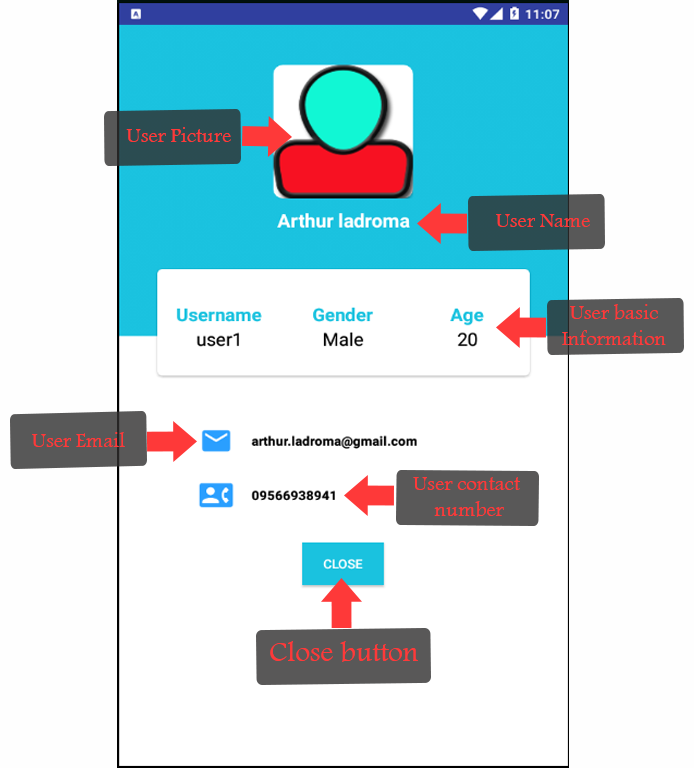 11:07
User Picture
Arthur ladroma
User Name
Username Gender Age
user1 Male 20
User basic
Information
User Email
arthur.ladroma@gmail.com
09566938941
User contact
number
CLOSE
Close button